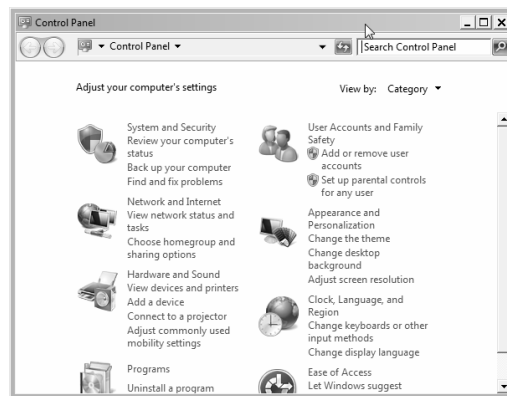 Control Panel
Control Panel
Search Control Panel
Adjust your computer's settings
View by: Category
System and Security
Review your computer's
status
Back up your computer
Find and fix problems
Network and Internet
View network status and
tasks
Choose homegroup and
sharing options
Hardware and Sound
View devices and printers
Add a device
Connect to a projector
Adjust commonly used
mobility settings
Programs
Uninstall a program
User Accounts and Family
Safety
Add or remove user
accounts
Set up parental controls
for any user
Appearance and
Personalization
Change the theme
Change desktop
background
Adjust screen resolution
Clock, Language, and
Region
Change keyboards or other
input methods
Change display language
Ease of Access
Let Windows suggest